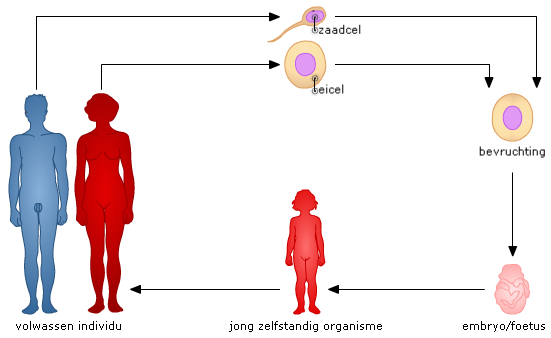 zaadcel
eicel
bevruchting
volwassen individu
jong zelfstandig organisme
embryo/foetus